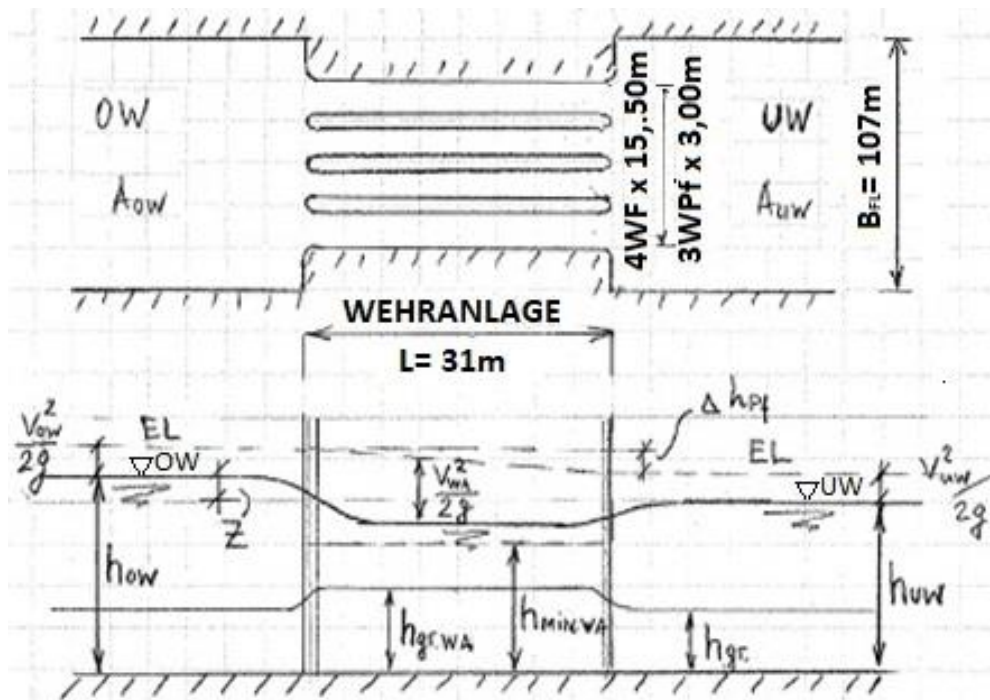 OW
UW
A_OW
A_UW
4WF x 15,.50m
3WPf x 3,00m
B_FL= 107m
WEHRANLAGE
L= 31m
Δ h_Pf
V²_OW/2g
EL
▽OW
Z
V²_WA/2g
EL
▽UW
V²_UW/2g
h_OW
h_gr.WA
h_MIN.WA
h_gr.
h_UW